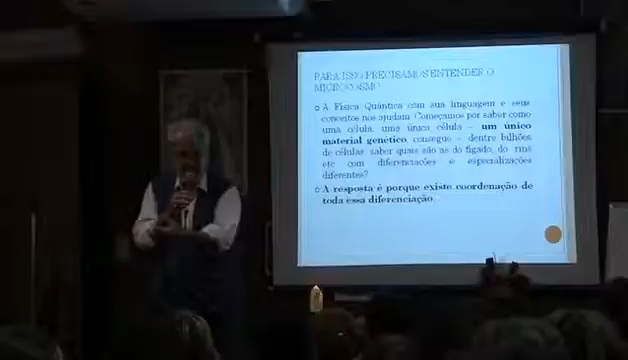 PARA ISSO PRECISAMOS ENTENDER O
MICROCOSMO
A Física Quântica com sua linguagem e seus
conceitos nos ajudam. Começamos por saber como
uma célula, uma única célula – um único
material genético, consegue – dentre bilhões
de células saber quais são as do fígado, do rins
etc com diferenciações e especializações
diferentes?
A resposta é porque existe coordenação de
toda essa diferenciação.